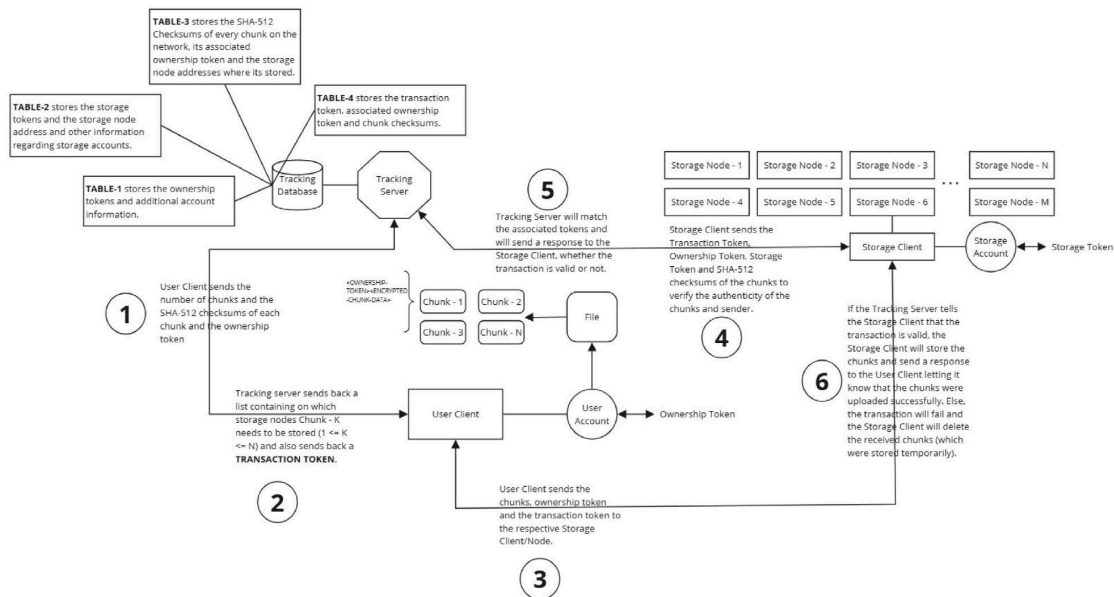 TABLE-3 stores the SHA-512
Checksums of every chunk on the
network, its associated
ownership token and the storage
node addresses where its stored.
TABLE-2 stores the storage
tokens and the storage node
address and other information
regarding storage accounts.
TABLE-4 stores the transaction
token, associated ownership
token and chunk checksums.
TABLE-1 stores the ownership
tokens and additional account
information.
Tracking
Database
Tracking
Server
Storage Node - 1
Storage Node - 2
Storage Node - 3
...
Storage Node - N
Storage Node - 4
Storage Node - 5
Storage Node - 6
Storage Node - M
Storage Client
Storage
Account
Storage Token
5
Tracking Server will match
the associated tokens and
will send a response to the
Storage Client, whether the
transaction is valid or not.
Storage Client sends the
Transaction Token,
Ownership Token, Storage
Token and SHA-512
checksums of the chunks to
verify the authenticity of the
chunks and sender.
4
1
User Client sends the
number of chunks and the
SHA-512 checksums of each
chunk and the ownership
token
<OWNERSHIP-
TOKEN><ENCRYPTED
-CHUNK-DATA>
Chunk - 1
Chunk - 2
Chunk - 3
Chunk - N
File
6
If the Tracking Server tells
the Storage Client that the
transaction is valid, the
Storage Client will store the
chunks and send a response
to the User Client letting it
know that the chunks were
uploaded successfully. Else,
the transaction will fail and
the Storage Client will delete
the received chunks (which
were stored temporarily).
Tracking server sends back a
list containing on which
storage nodes Chunk - K
needs to be stored (1 <= K
<= N) and also sends back a
TRANSACTION TOKEN.
2
User Client
User
Account
Ownership Token
User Client sends the
chunks, ownership token
and the transaction token to
the respective Storage
Client/Node.
3